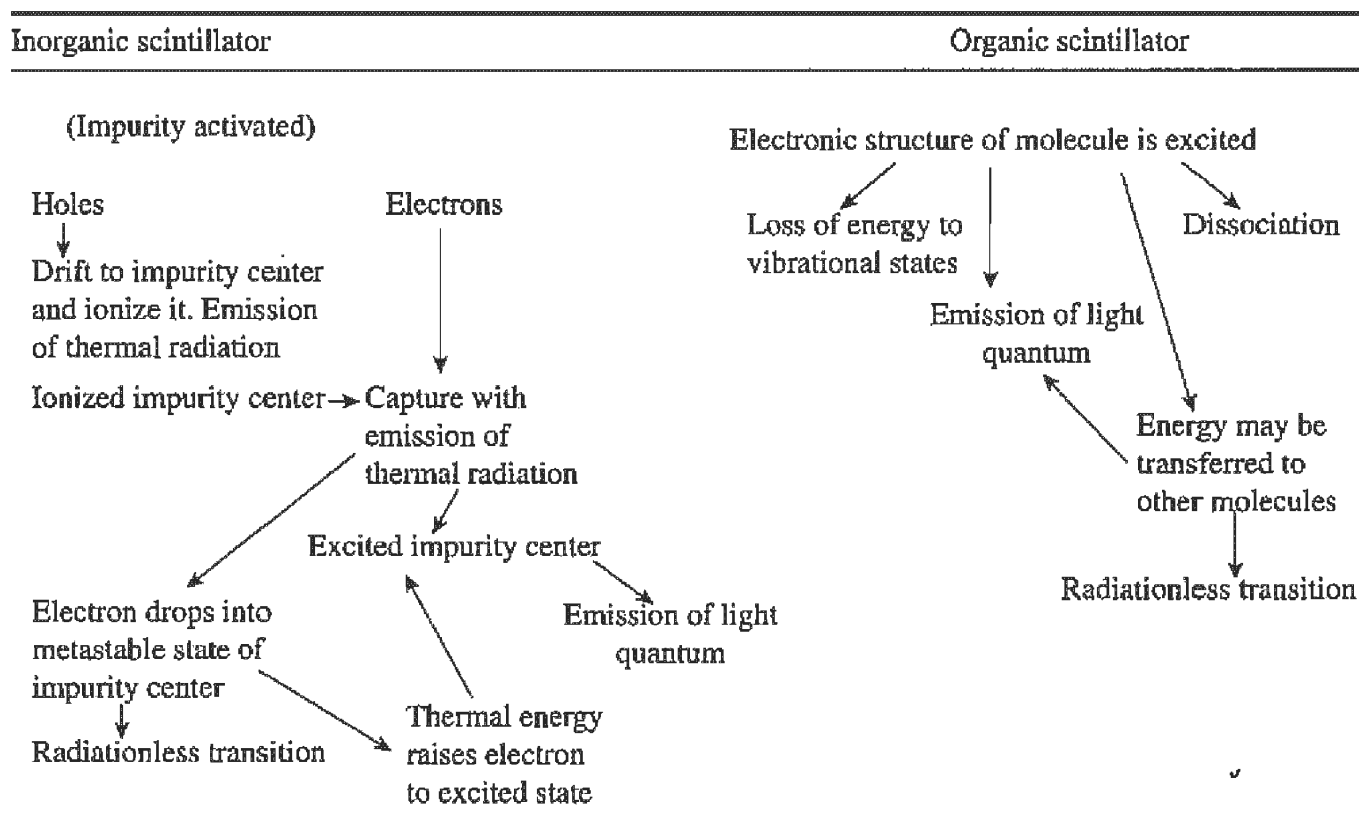 Inorganic scintillator
Organic scintillator
(Impurity activated)
Holes
Electrons
Drift to impurity center
and ionize it. Emission
of thermal radiation
Ionized impurity center
Capture with
emission of
thermal radiation
Excited impurity center
Emission of light
quantum
Electron drops into
metastable state of
impurity center
Radiationless transition
Thermal energy
raises electron
to excited state
Electronic structure of molecule is excited
Loss of energy to
vibrational states
Dissociation
Emission of light
quantum
Energy may be
transferred to
other molecules
Radiationless transition